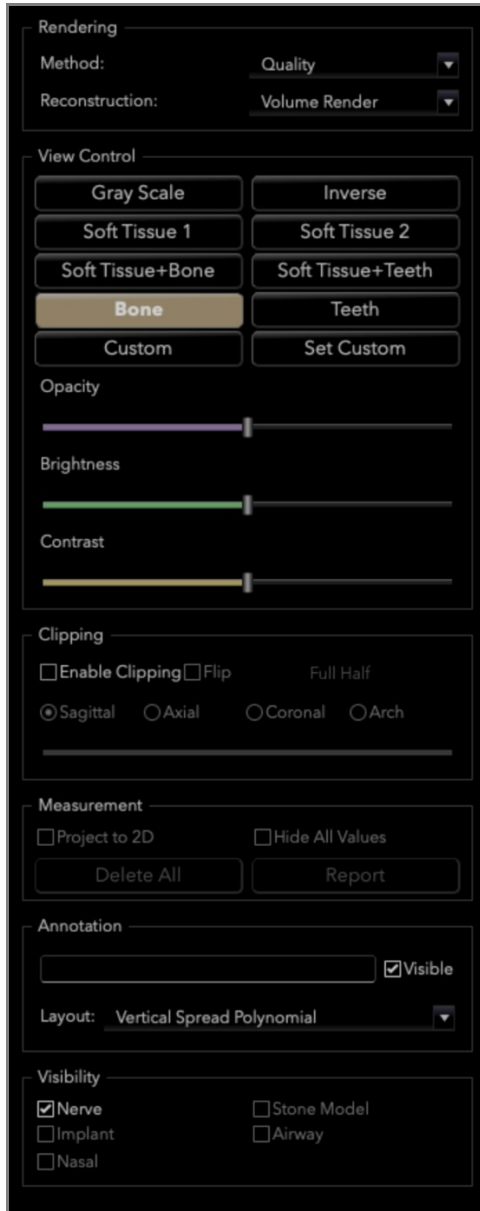 Rendering
Method: Quality
Reconstruction: Volume Render
View Control
Gray Scale Inverse
Soft Tissue 1 Soft Tissue 2
Soft Tissue+Bone Soft Tissue+Teeth
Bone Teeth
Custom Set Custom
Opacity
Brightness
Contrast
Clipping
Enable Clipping Flip Full Half
Sagittal Axial Coronal Arch
Measurement
Project to 2D Hide All Values
Delete All Report
Annotation
Visible
Layout: Vertical Spread Polynomial
Visibility
Nerve Stone Model
Implant Airway
Nasal